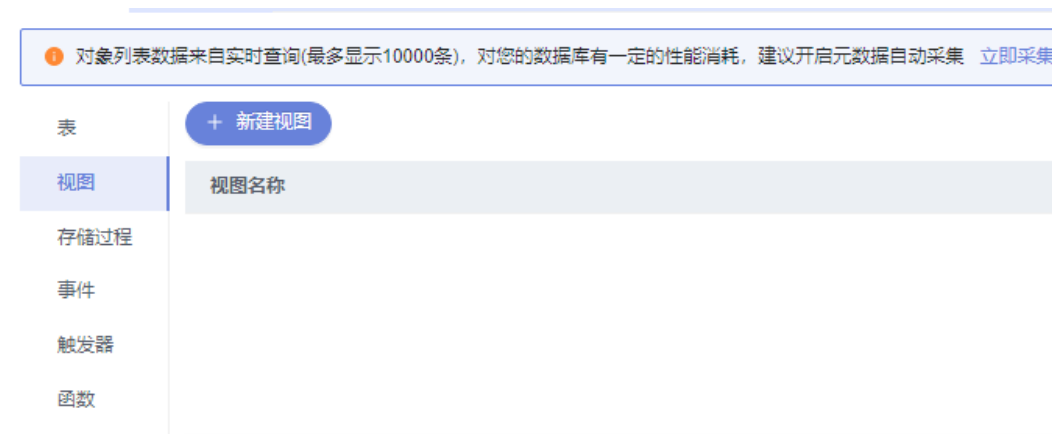 对象列表数据来自实时查询(最多显示10000条)，对您的数据库有一定的性能消耗，建议开启元数据自动采集 立即采集
表
+ 新建视图
视图
视图名称
存储过程
事件
触发器
函数